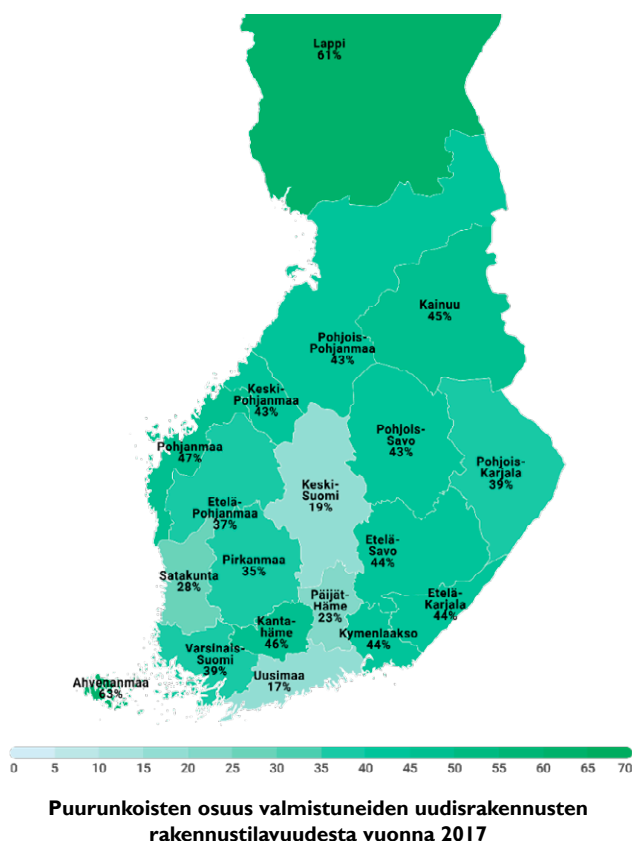 Lappi
61%
Kainuu
45%
Pohjois-
Pohjanmaa
43%
Keski-
Pohjanmaa
43%
Pohjanmaa
47%
Pohjois-
Savo
43%
Pohjois-
Karjala
39%
Keski-
Suomi
19%
Etelä-
Pohjanmaa
37%
Etelä-
Savo
44%
Pirkanmaa
35%
Satakunta
28%
Päijät-
Häme
23%
Etelä-
Karjala
44%
Kanta-
häme
46%
Kymenlaakso
44%
Varsinais-
Suomi
39%
Uusimaa
17%
Ahvenanmaa
63%
0 5 10 15 20 25 30 35 40 45 50 55 60 65 70
Puurunkoisten osuus valmistuneiden uudisrakennusten
rakennustilavuudesta vuonna 2017